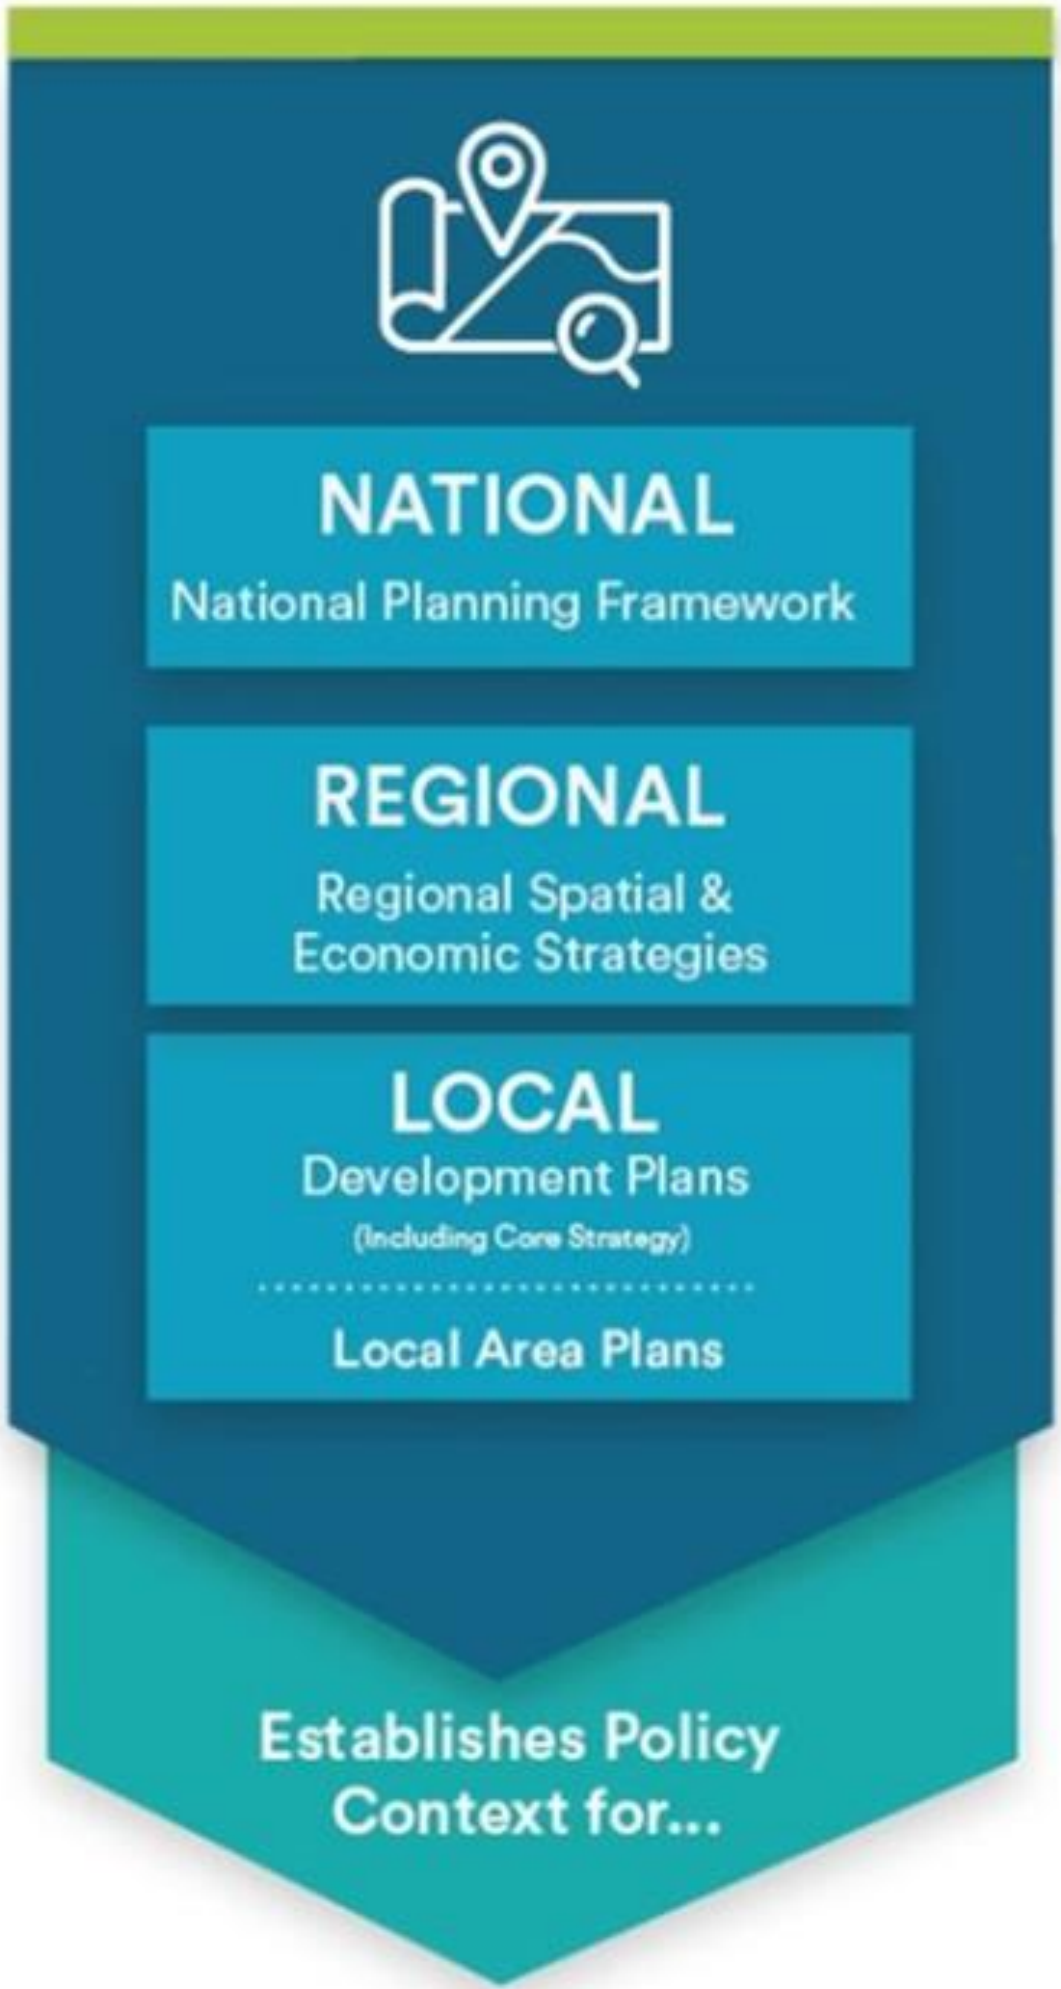 NATIONAL
National Planning Framework
REGIONAL
Regional Spatial &
Economic Strategies
LOCAL
Development Plans
(Including Core Strategy)
Local Area Plans
Establishes Policy
Context for...